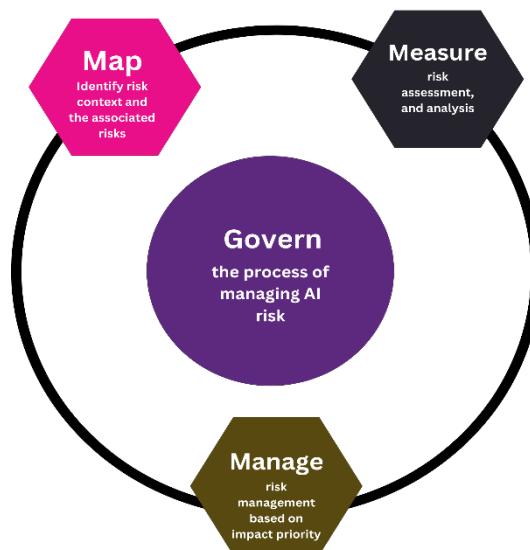 Map
Identify risk
context and
the associated
risks
Measure
risk
assessment,
and analysis
Govern
the process of
managing AI
risk
Manage
risk
management
based on
impact priority